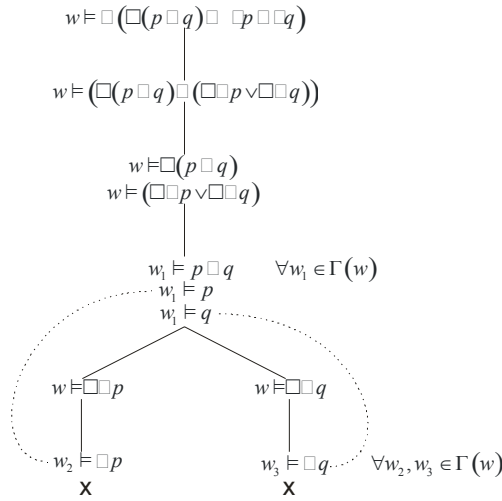 w ⊨ □ (□(p □ q) □ □p □ □q)
w ⊨ (□(p □ q) □ (□□p ∨ □□q))
w ⊨ □(p □ q)
w ⊨ (□□p ∨ □□q)
w₁ ⊨ p □ q ∀w₁ ∈ Γ(w)
w₁ ⊨ p
w₁ ⊨ q
w ⊨ □□p w ⊨ □□q
w₂ ⊨ □p w₃ ⊨ □q ∀w₂, w₃ ∈ Γ(w)
X X